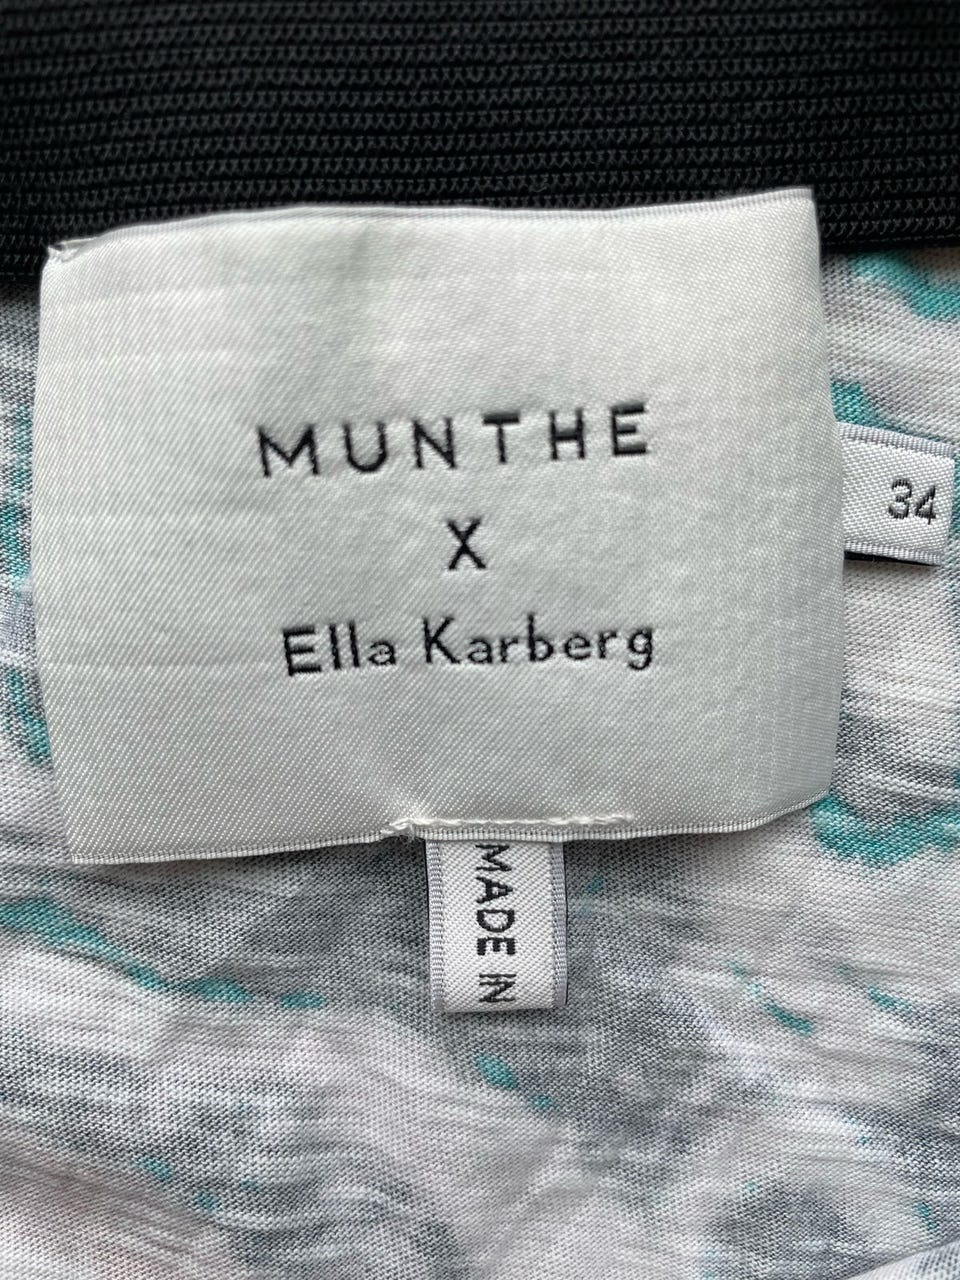 MUNTHE
X
Ella Karberg
34
MADE IN